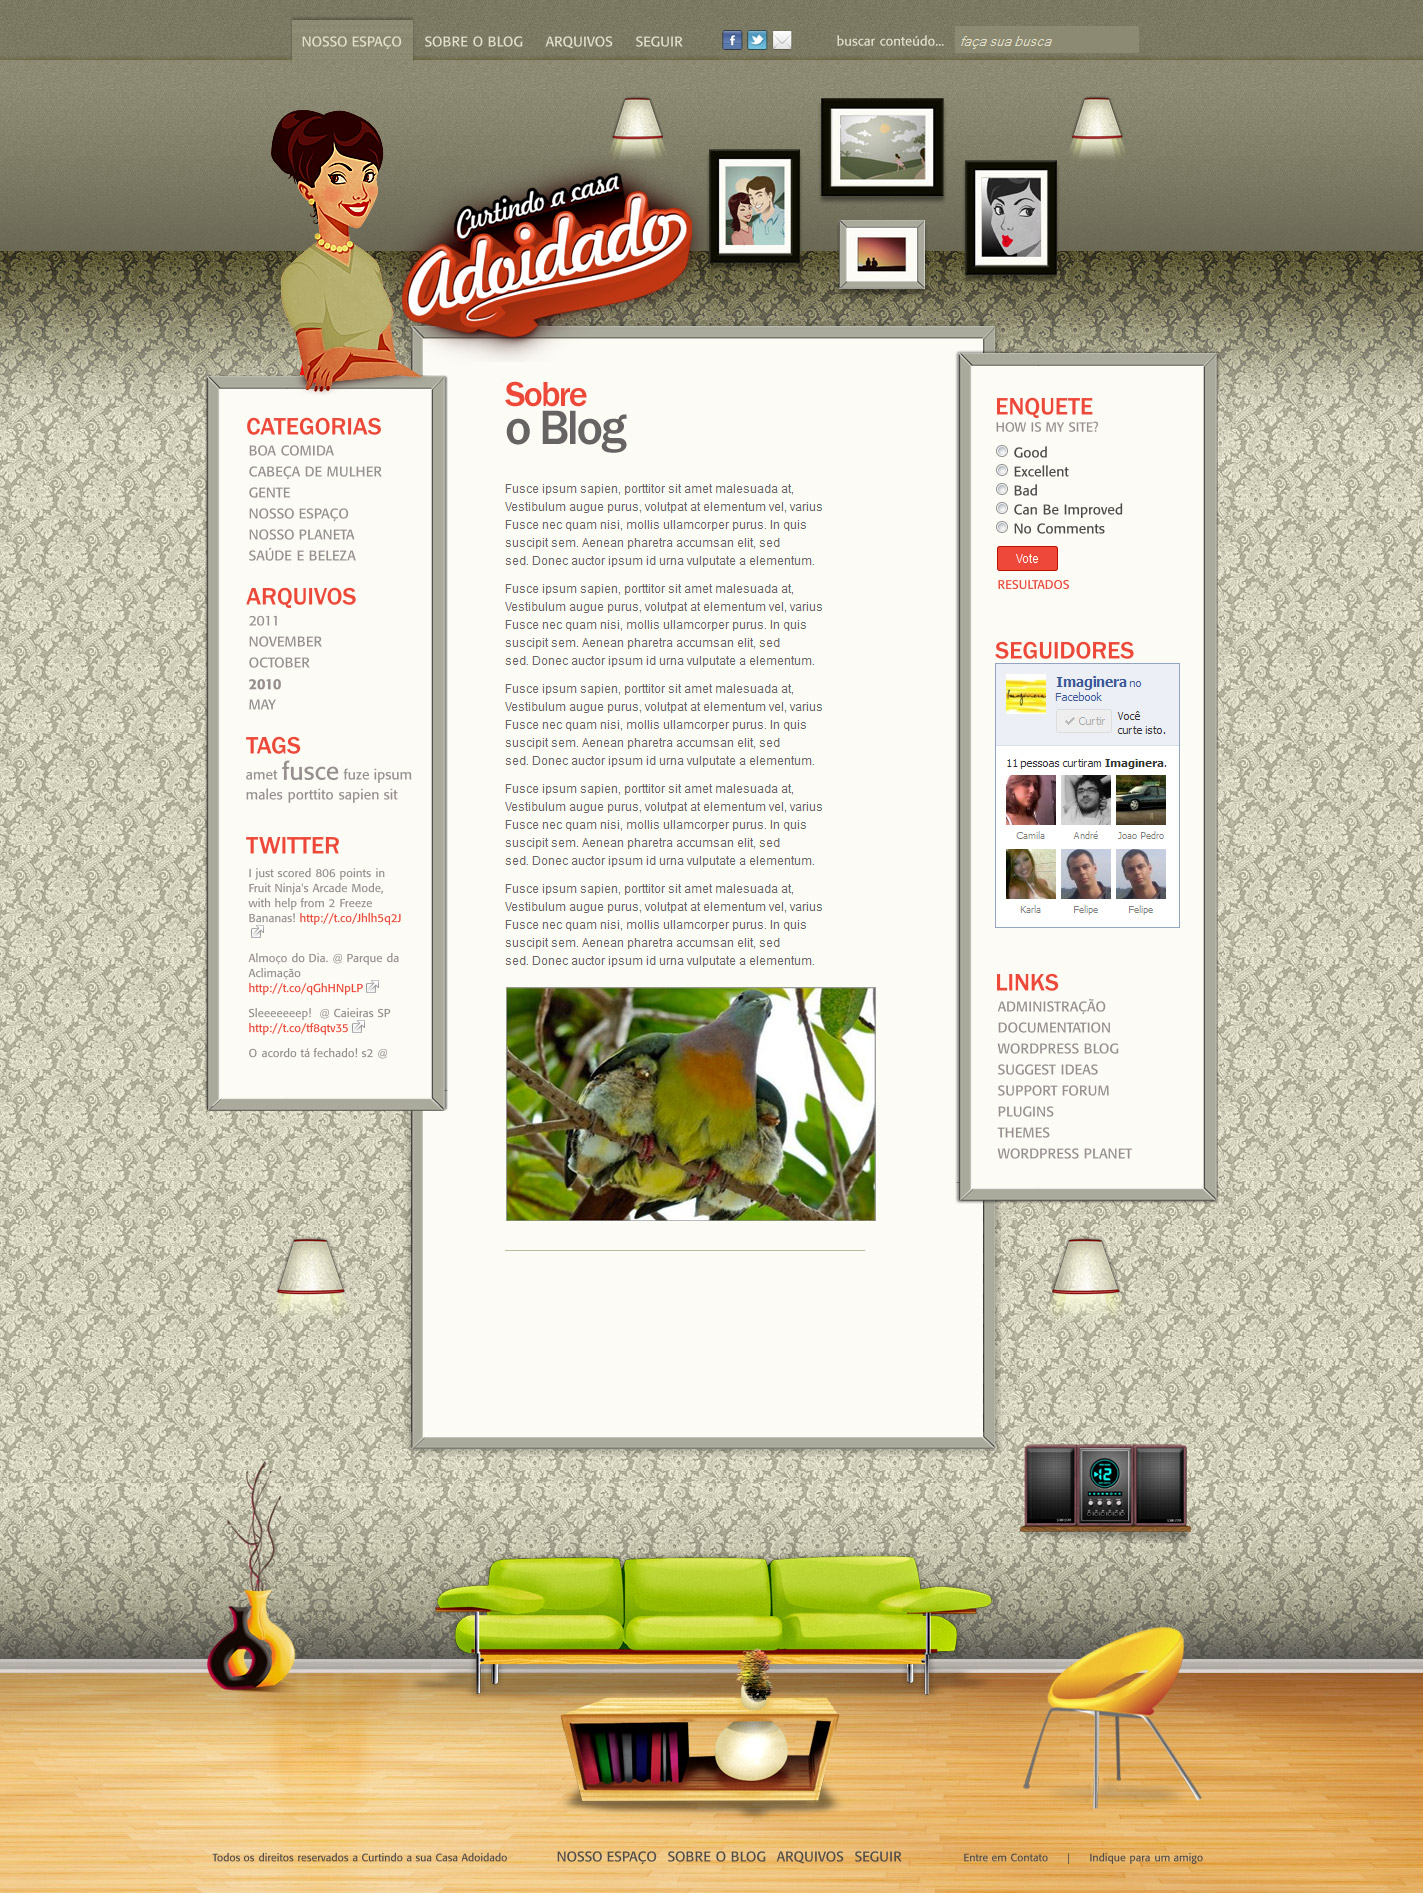 NOSSO ESPAÇO SOBRE O BLOG ARQUIVOS SEGUIR buscar conteúdo... faça sua busca
Curtindo a casa
Adoidado
CATEGORIAS
BOA COMIDA
CABEÇA DE MULHER
GENTE
NOSSO ESPAÇO
NOSSO PLANETA
SAÚDE E BELEZA
ARQUIVOS
2011
NOVEMBER
OCTOBER
2010
MAY
TAGS
amet fusce fuze ipsum
males porttito sapien sit
TWITTER
I just scored 806 points in
Fruit Ninja's Arcade Mode,
with help from 2 Freeze
Bananas! http://t.co/Jhlh5q2J
Almoço do Dia. @ Parque da
Aclimação
http://t.co/qGhHNpLP
Sleeeeeeep! @ Caieiras SP
http://t.co/tf8qtv35
O acordo tá fechado! s2 @
Sobre
o Blog
Fusce ipsum sapien, porttitor sit amet malesuada at,
Vestibulum augue purus, volutpat at elementum vel, varius
Fusce nec quam nisi, mollis ullamcorper purus. In quis
suscipit sem. Aenean pharetra accumsan elit, sed
sed. Donec auctor ipsum id urna vulputate a elementum.
Fusce ipsum sapien, porttitor sit amet malesuada at,
Vestibulum augue purus, volutpat at elementum vel, varius
Fusce nec quam nisi, mollis ullamcorper purus. In quis
suscipit sem. Aenean pharetra accumsan elit, sed
sed. Donec auctor ipsum id urna vulputate a elementum.
Fusce ipsum sapien, porttitor sit amet malesuada at,
Vestibulum augue purus, volutpat at elementum vel, varius
Fusce nec quam nisi, mollis ullamcorper purus. In quis
suscipit sem. Aenean pharetra accumsan elit, sed
sed. Donec auctor ipsum id urna vulputate a elementum.
Fusce ipsum sapien, porttitor sit amet malesuada at,
Vestibulum augue purus, volutpat at elementum vel, varius
Fusce nec quam nisi, mollis ullamcorper purus. In quis
suscipit sem. Aenean pharetra accumsan elit, sed
sed. Donec auctor ipsum id urna vulputate a elementum.
Fusce ipsum sapien, porttitor sit amet malesuada at,
Vestibulum augue purus, volutpat at elementum vel, varius
Fusce nec quam nisi, mollis ullamcorper purus. In quis
suscipit sem. Aenean pharetra accumsan elit, sed
sed. Donec auctor ipsum id urna vulputate a elementum.
ENQUETE
HOW IS MY SITE?
Good
Excellent
Bad
Can Be Improved
No Comments
Vote
RESULTADOS
SEGUIDORES
Imaginera no
Facebook
Curtir Você
curte isto.
11 pessoas curtiram Imaginera.
Camila André Joao Pedro
Karla Felipe Felipe
LINKS
ADMINISTRAÇÃO
DOCUMENTATION
WORDPRESS BLOG
SUGGEST IDEAS
SUPPORT FORUM
PLUGINS
THEMES
WORDPRESS PLANET
12
Todos os direitos reservados a Curtindo a sua Casa Adoidado NOSSO ESPAÇO SOBRE O BLOG ARQUIVOS SEGUIR Entre em Contato | Indique para um amigo